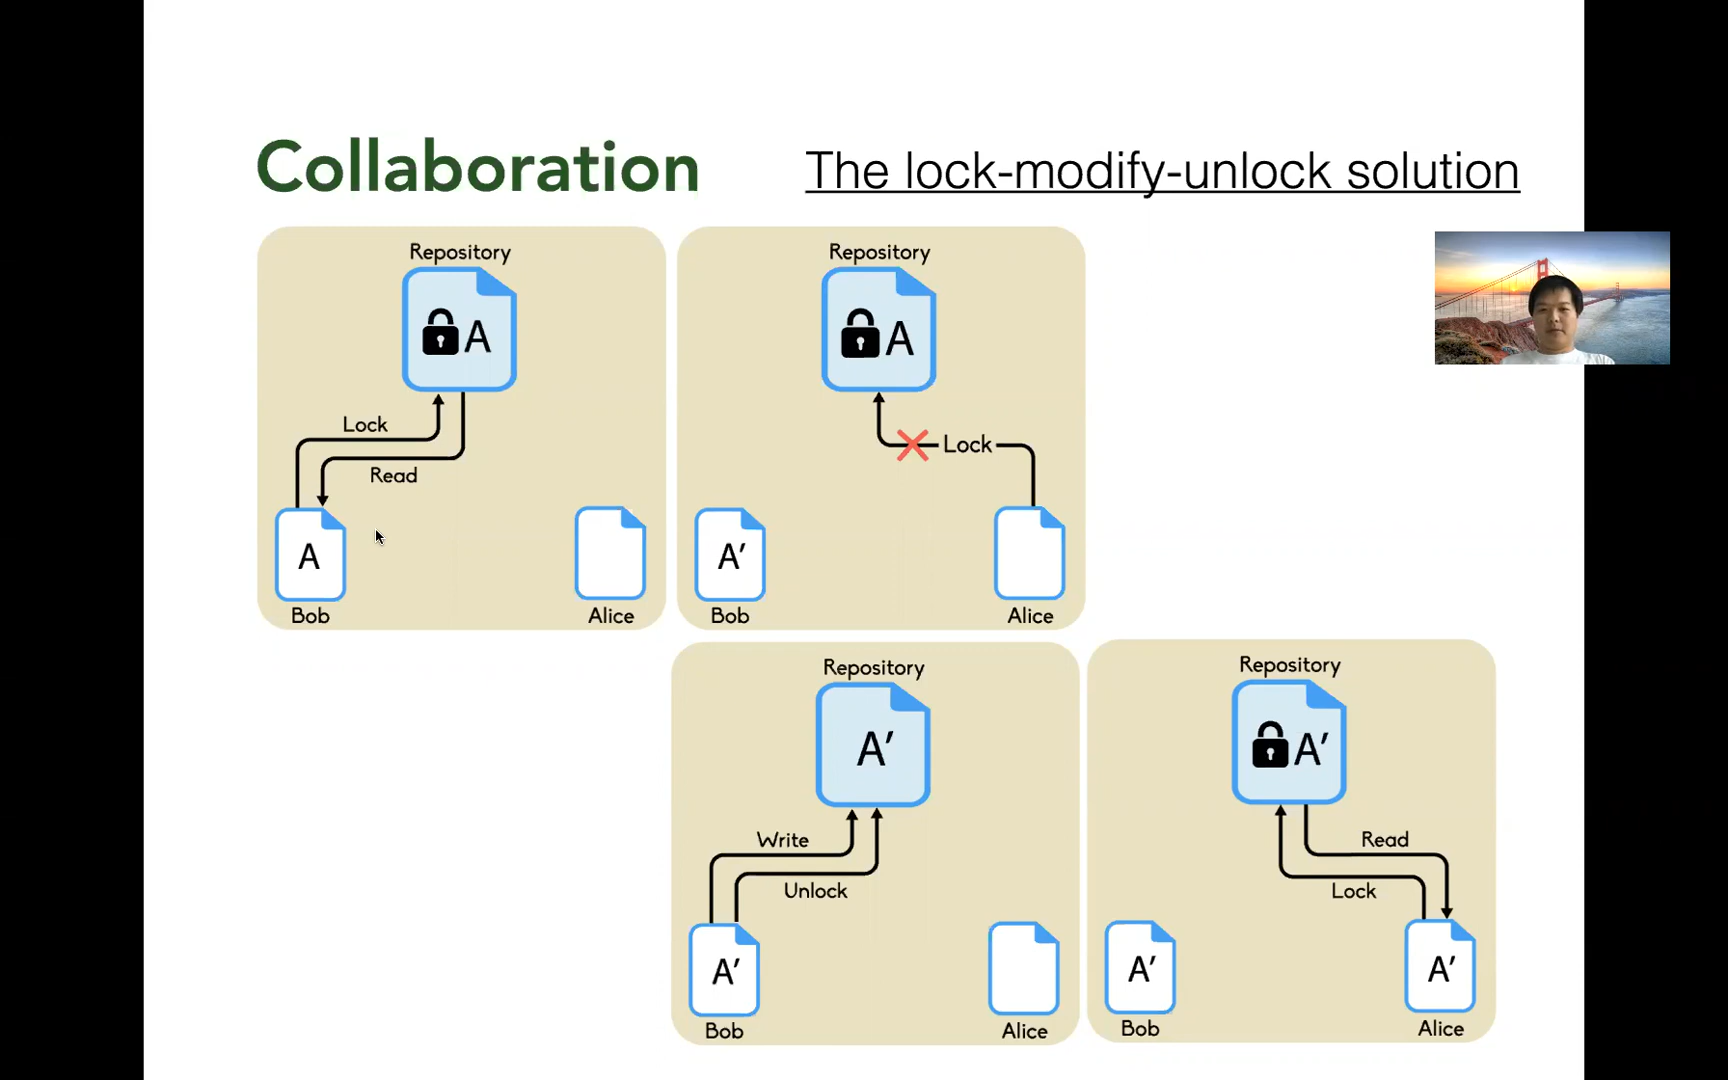 Collaboration
The lock-modify-unlock solution
Repository
A
Lock
Read
A
Bob
Alice
Repository
A
Lock
A′
Bob
Alice
Repository
A′
Write
Unlock
A′
Bob
Alice
Repository
A′
Read
Lock
A′
Bob
A′
Alice